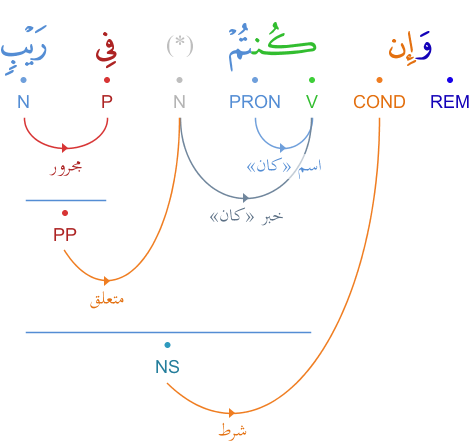 وَإِن كُنتُمْ (*) فِى رَيْبٍ
REM COND V PRON N P N
اسم «كان»
مجرور
خبر «كان»
PP
متعلق
NS
شرط